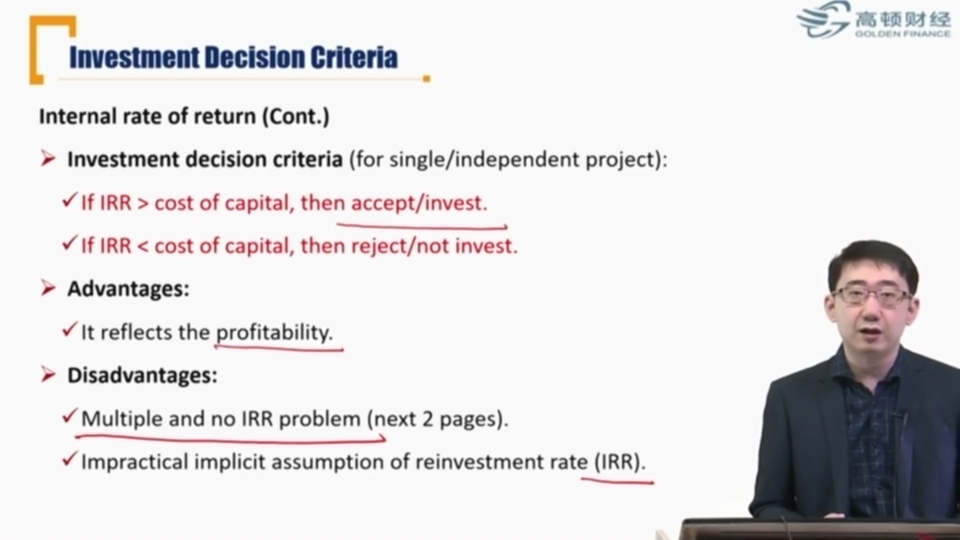 高顿财经
GOLDEN FINANCE
Investment Decision Criteria
Internal rate of return (Cont.)
Investment decision criteria (for single/independent project):
If IRR > cost of capital, then accept/invest.
If IRR < cost of capital, then reject/not invest.
Advantages:
It reflects the profitability.
Disadvantages:
Multiple and no IRR problem (next 2 pages).
Impractical implicit assumption of reinvestment rate (IRR).